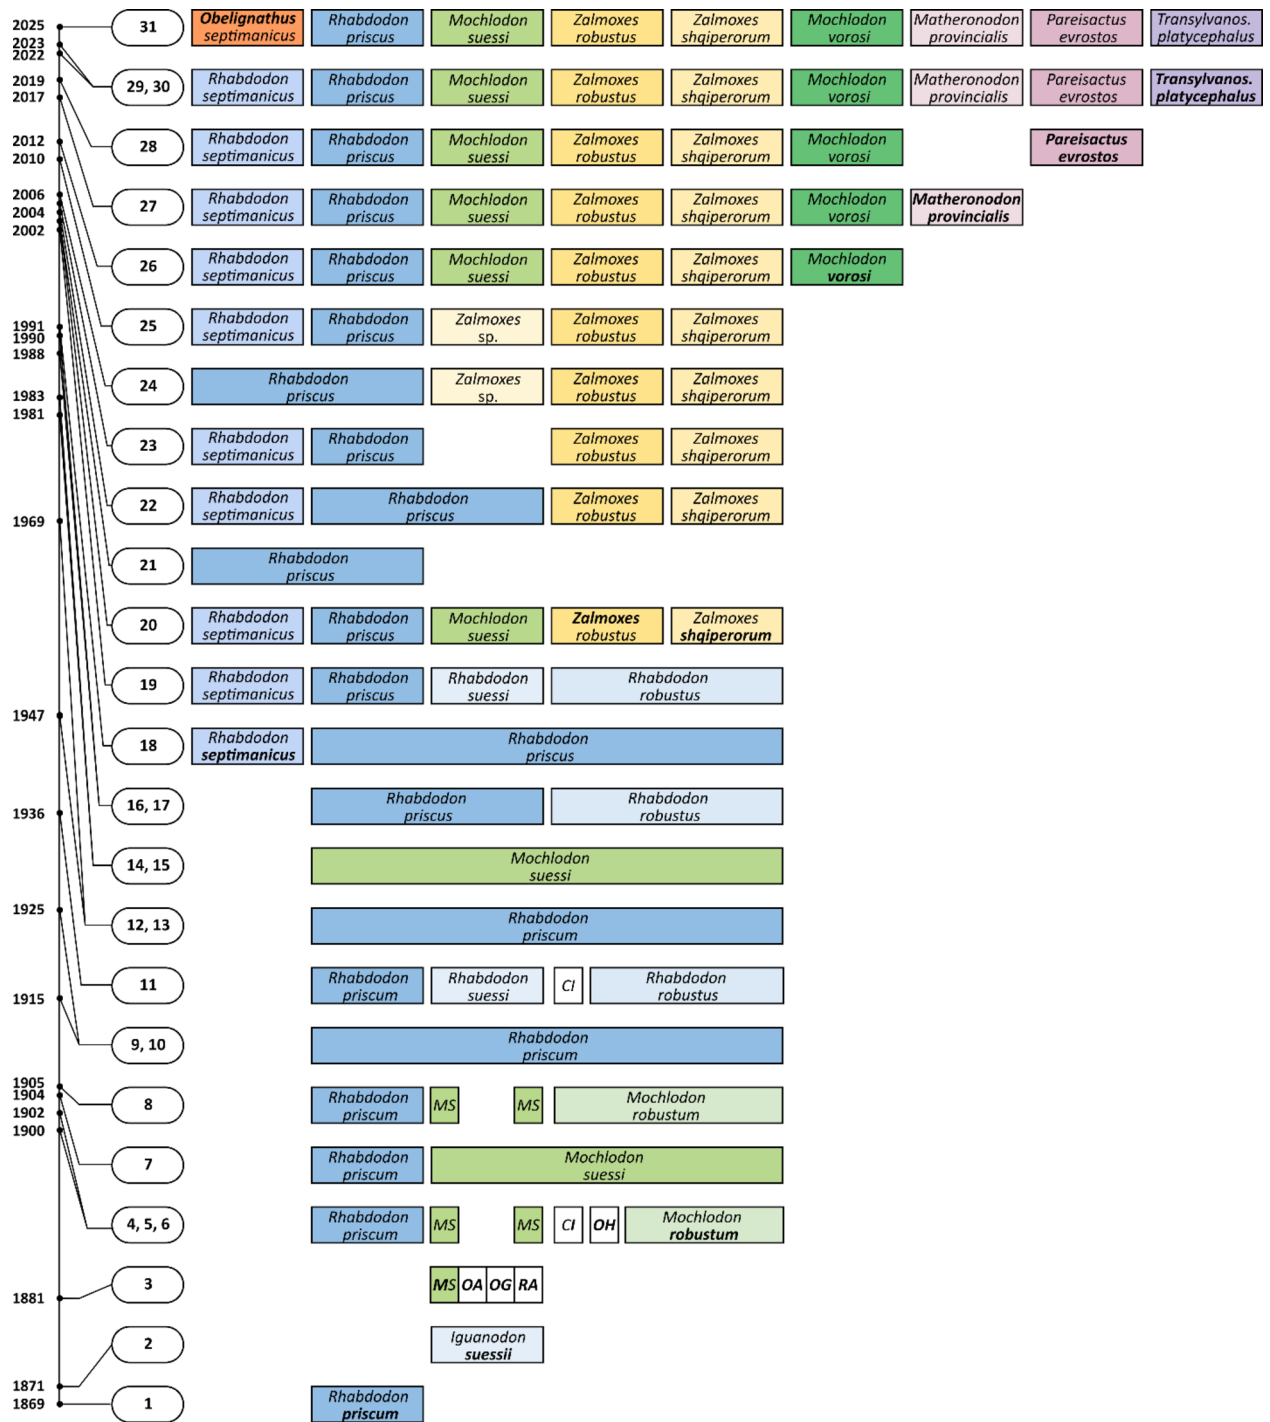 2025 31 Obelignathus Rhabdodon Mochlodon Zalmoxes Zalmoxes Mochlodon Matheronodon Pareisactus Transylvanos.
septimanicus priscus suessi robustus shqiperorum vorosi provincialis evrostos platycephalus
2023
2022
2019 29, 30 Rhabdodon Rhabdodon Mochlodon Zalmoxes Zalmoxes Mochlodon Matheronodon Pareisactus Transylvanos.
2017 septimanicus priscus suessi robustus shqiperorum vorosi provincialis evrostos platycephalus
2012 28 Rhabdodon Rhabdodon Mochlodon Zalmoxes Zalmoxes Mochlodon Pareisactus
2010 septimanicus priscus suessi robustus shqiperorum vorosi evrostos
2006 27 Rhabdodon Rhabdodon Mochlodon Zalmoxes Zalmoxes Mochlodon Matheronodon
2004 septimanicus priscus suessi robustus shqiperorum vorosi provincialis
2002
26 Rhabdodon Rhabdodon Mochlodon Zalmoxes Zalmoxes Mochlodon
septimanicus priscus suessi robustus shqiperorum vorosi
1991 25 Rhabdodon Rhabdodon Zalmoxes Zalmoxes Zalmoxes
1990 septimanicus priscus sp. robustus shqiperorum
1988
1983 24 Rhabdodon Zalmoxes Zalmoxes Zalmoxes
priscus sp. robustus shqiperorum
1981
23 Rhabdodon Rhabdodon Zalmoxes Zalmoxes
septimanicus priscus robustus shqiperorum
22 Rhabdodon Rhabdodon Zalmoxes Zalmoxes
septimanicus priscus robustus shqiperorum
1969
21 Rhabdodon
priscus
20 Rhabdodon Rhabdodon Mochlodon Zalmoxes Zalmoxes
septimanicus priscus suessi robustus shqiperorum
19 Rhabdodon Rhabdodon Rhabdodon Rhabdodon
septimanicus priscus suessi robustus
1947
18 Rhabdodon Rhabdodon
septimanicus priscus
16, 17 Rhabdodon Rhabdodon
priscus robustus
1936
14, 15 Mochlodon
suessi
1925 12, 13 Rhabdodon
priscum
11 Rhabdodon Rhabdodon CI Rhabdodon
priscum suessi robustus
1915
9, 10 Rhabdodon
priscum
1905 8 Rhabdodon MS MS Mochlodon
1904 priscum robustum
1902
1900
7 Rhabdodon Mochlodon
priscum suessi
4, 5, 6 Rhabdodon MS MS CI OH Mochlodon
priscum robustum
3 MS OA OG RA
1881
2 Iguanodon
suessii
1871
1869 1 Rhabdodon
priscum